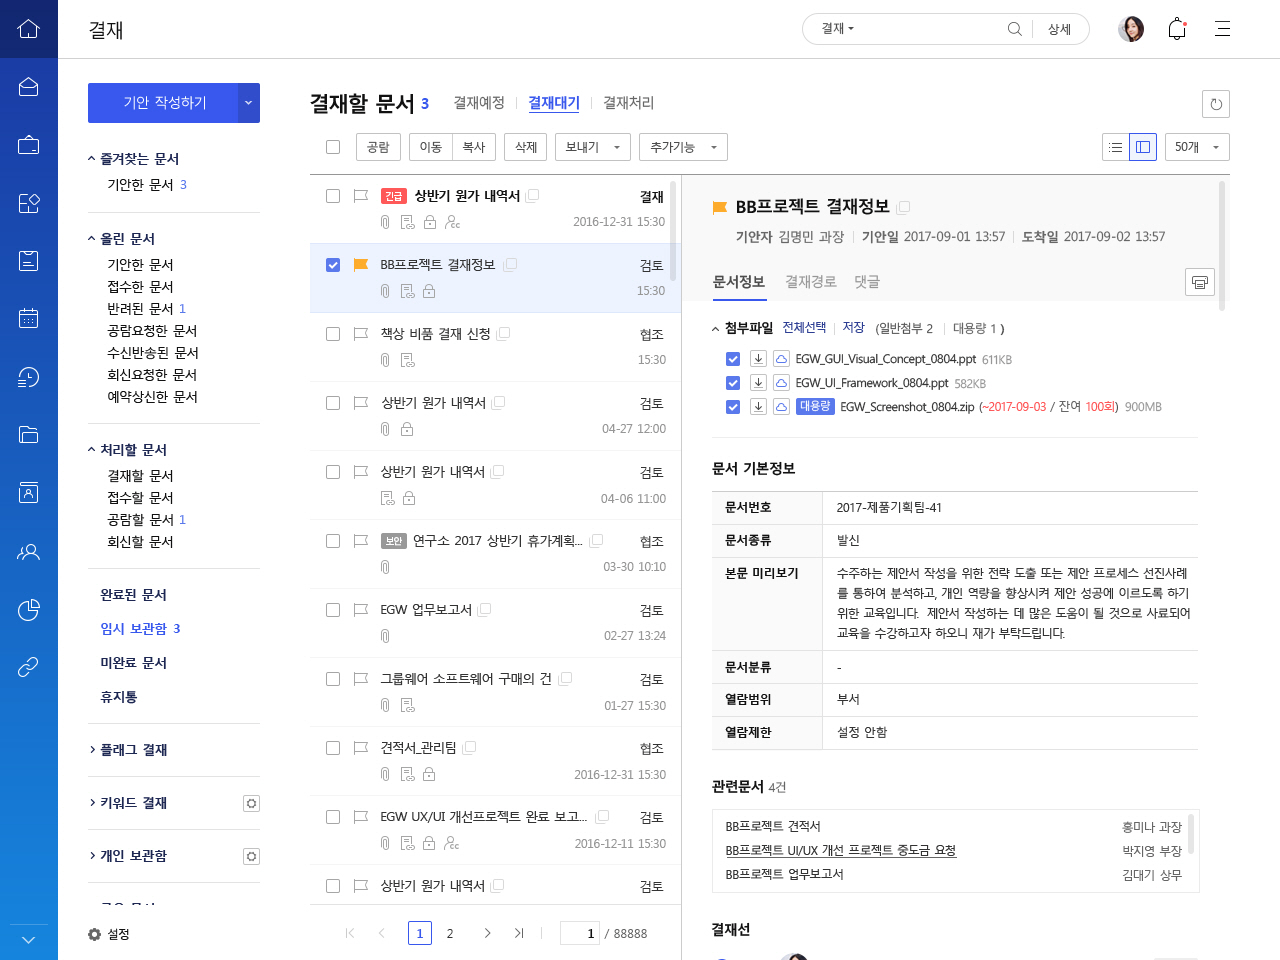 결재
결재
상세
기안 작성하기
즐겨찾는 문서
기안한 문서 3
올린 문서
기안한 문서
접수한 문서
반려된 문서 1
공람요청한 문서
수신반송된 문서
회신요청한 문서
예약상신한 문서
처리할 문서
결재할 문서
접수할 문서
공람할 문서 1
회신할 문서
완료된 문서
임시 보관함 3
미완료 문서
휴지통
플래그 결재
키워드 결재
개인 보관함
설정
결재할 문서 3
결재예정
결재대기
결재처리
공람
이동
복사
삭제
보내기
추가기능
50개
긴급 상반기 원가 내역서 결재
2016-12-31 15:30
BB프로젝트 결재정보 검토
15:30
책상 비품 결재 신청 협조
15:30
상반기 원가 내역서 검토
04-27 12:00
상반기 원가 내역서 검토
04-06 11:00
보안 연구소 2017 상반기 휴가계획... 협조
03-30 10:10
EGW 업무보고서 검토
02-27 13:24
그룹웨어 소프트웨어 구매의 건 검토
01-27 15:30
견적서_관리팀 협조
2016-12-31 15:30
EGW UX/UI 개선프로젝트 완료 보고... 검토
2016-12-11 15:30
상반기 원가 내역서 검토
1 2 1 / 88888
BB프로젝트 결재정보
기안자 김명민 과장 기안일 2017-09-01 13:57 도착일 2017-09-02 13:57
문서정보 결재경로 댓글
첨부파일 전체선택 저장 (일반첨부 2 대용량 1 )
EGW_GUI_Visual_Concept_0804.ppt 611KB
EGW_UI_Framework_0804.ppt 582KB
대용량 EGW_Screenshot_0804.zip (~2017-09-03 / 잔여 100회) 900MB
문서 기본정보
문서번호 2017-제품기획팀-41
문서종류 발신
본문 미리보기 수주하는 제안서 작성을 위한 전략 도출 또는 제안 프로세스 선진사례
를 통하여 분석하고, 개인 역량을 향상시켜 제안 성공에 이르도록 하기
위한 교육입니다. 제안서 작성하는 데 많은 도움이 될 것으로 사료되어
교육을 수강하고자 하오니 재가 부탁드립니다.
문서분류 -
열람범위 부서
열람제한 설정 안함
관련문서 4건
BB프로젝트 견적서 홍미나 과장
BB프로젝트 UI/UX 개선 프로젝트 중도금 요청 박지영 부장
BB프로젝트 업무보고서 김대기 상무
결재선